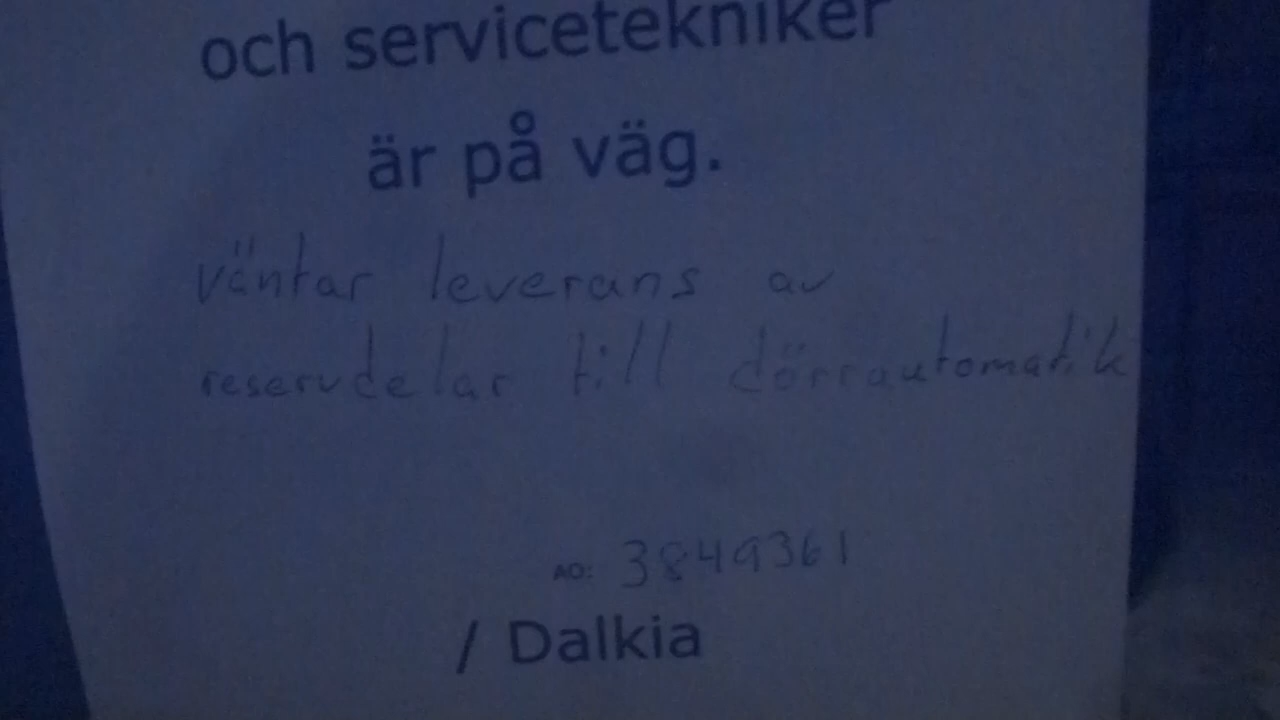 och servicetekniker
är på väg.
väntar leverans av
reservdelar till dörrautomatik
AO: 3849361
/ Dalkia